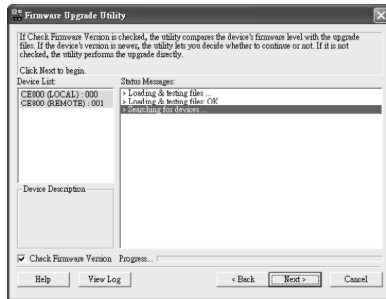 Firmware Upgrade Utility
If Check Firmware Version is checked, the utility compares the device's firmware level with the upgrade
files. If the device's version is newer, the utility lets you decide whether to continue or not. If it is not
checked, the utility performs the upgrade directly.
Click Next to begin.
Device List:
Status Messages:
CE800 (LOCAL) : 000
CE800 (REMOTE) : 001
> Loading & testing files ...
> Loading & testing files: OK
> Searching for devices ...
Device Description
Check Firmware Version
Progress...
Help
View Log
< Back
Next >
Cancel